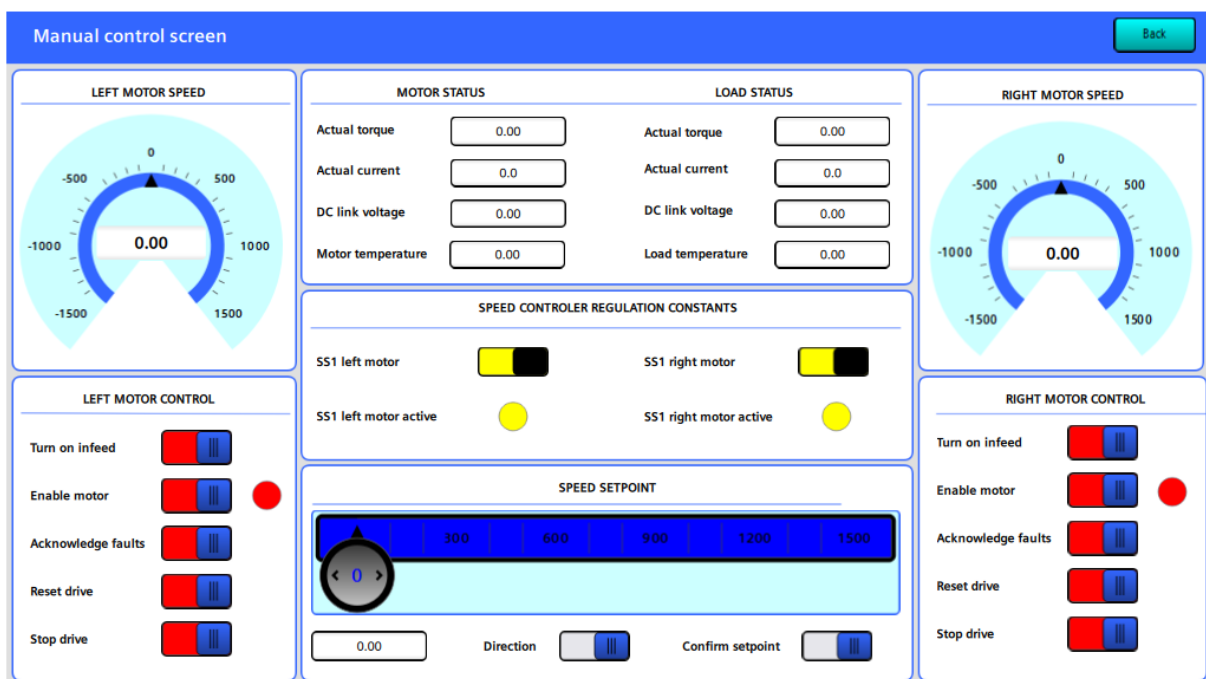 Manual control screen
Back
LEFT MOTOR SPEED
0
-500
500
-1000
0.00
1000
-1500
1500
MOTOR STATUS
LOAD STATUS
Actual torque
0.00
Actual torque
0.00
Actual current
0.0
Actual current
0.0
DC link voltage
0.00
DC link voltage
0.00
Motor temperature
0.00
Load temperature
0.00
RIGHT MOTOR SPEED
0
-500
500
-1000
0.00
1000
-1500
1500
SPEED CONTROLER REGULATION CONSTANTS
SS1 left motor
SS1 right motor
SS1 left motor active
SS1 right motor active
LEFT MOTOR CONTROL
Turn on infeed
Enable motor
Acknowledge faults
Reset drive
Stop drive
SPEED SETPOINT
300
600
900
1200
1500
< 0 >
0.00
Direction
Confirm setpoint
RIGHT MOTOR CONTROL
Turn on infeed
Enable motor
Acknowledge faults
Reset drive
Stop drive